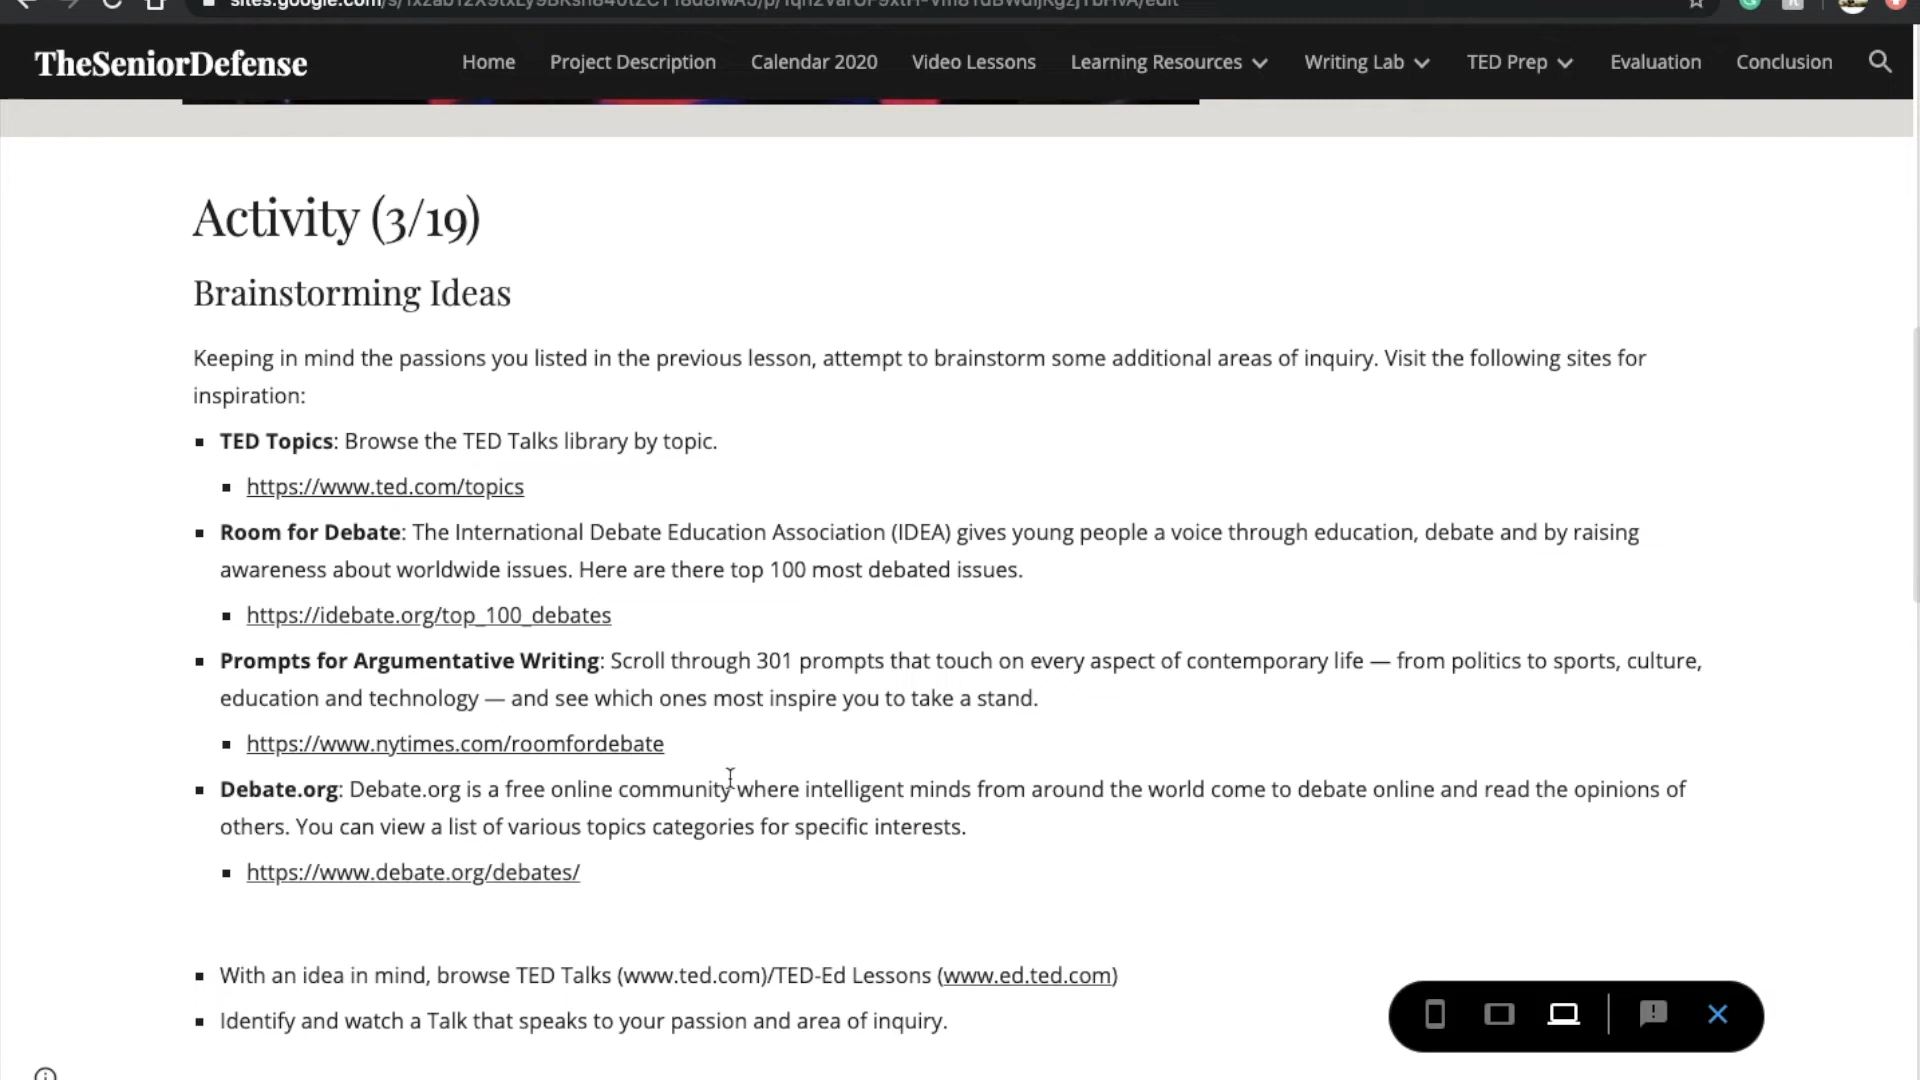 TheSeniorDefense
Home Project Description Calendar 2020 Video Lessons Learning Resources Writing Lab TED Prep Evaluation Conclusion
Activity (3/19)
Brainstorming Ideas
Keeping in mind the passions you listed in the previous lesson, attempt to brainstorm some additional areas of inquiry. Visit the following sites for
inspiration:
TED Topics: Browse the TED Talks library by topic.
https://www.ted.com/topics
Room for Debate: The International Debate Education Association (IDEA) gives young people a voice through education, debate and by raising
awareness about worldwide issues. Here are there top 100 most debated issues.
https://idebate.org/top_100_debates
Prompts for Argumentative Writing: Scroll through 301 prompts that touch on every aspect of contemporary life — from politics to sports, culture,
education and technology — and see which ones most inspire you to take a stand.
https://www.nytimes.com/roomfordebate
Debate.org: Debate.org is a free online community where intelligent minds from around the world come to debate online and read the opinions of
others. You can view a list of various topics categories for specific interests.
https://www.debate.org/debates/
With an idea in mind, browse TED Talks (www.ted.com)/TED-Ed Lessons (www.ed.ted.com)
Identify and watch a Talk that speaks to your passion and area of inquiry.